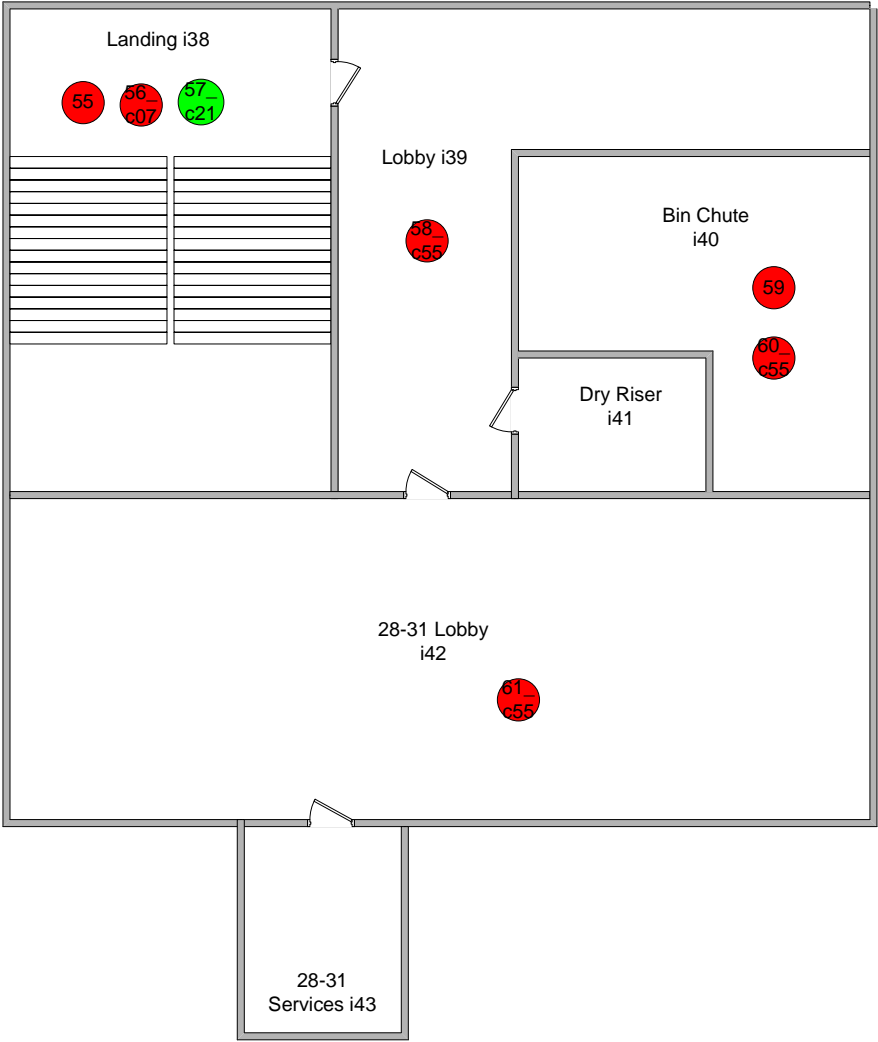 Landing i38
55
56_
c07
57_
c21
Lobby i39
58_
c55
Bin Chute
i40
59
60_
c55
Dry Riser
i41
28-31 Lobby
i42
61_
c55
28-31
Services i43